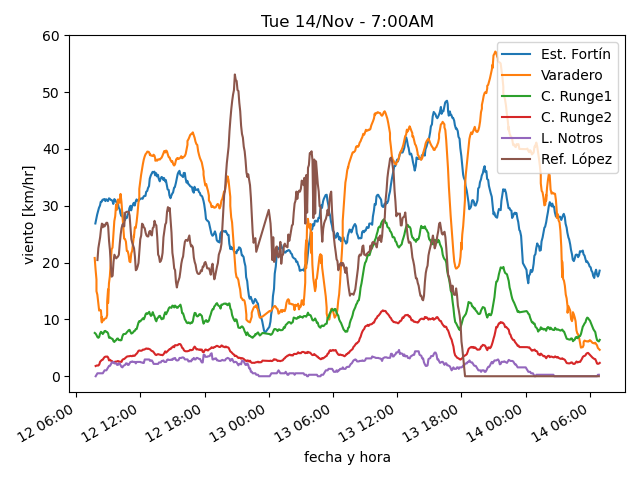 Tue 14/Nov - 7:00AM
60
50
40
30
20
10
0
viento [km/hr]
Est. Fortín
Varadero
C. Runge1
C. Runge2
L. Notros
Ref. López
12 06:00
12 12:00
12 18:00
13 00:00
13 06:00
13 12:00
13 18:00
14 00:00
14 06:00
fecha y hora